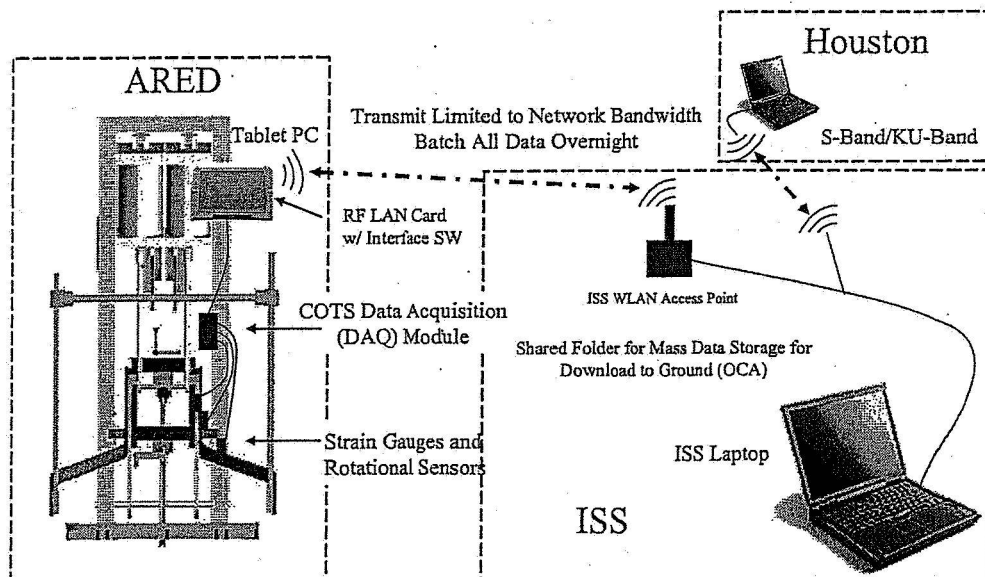 ARED
Tablet PC
RF LAN Card
w/ Interface SW
COTS Data Acquisition
(DAQ) Module
Strain Gauges and
Rotational Sensors
Transmit Limited to Network Bandwidth
Batch All Data Overnight
Houston
S-Band/KU-Band
ISS WLAN Access Point
Shared Folder for Mass Data Storage for
Download to Ground (OCA)
ISS Laptop
ISS